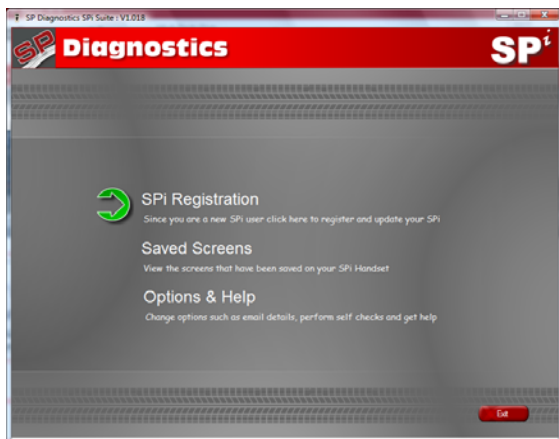 SP Diagnostics SPi Suite : V1.018
SP Diagnostics
SPi
SPi Registration
Since you are a new SPi user click here to register and update your SPi
Saved Screens
View the screens that have been saved on your SPi Handset
Options & Help
Change options such as email details, perform self checks and get help
Exit